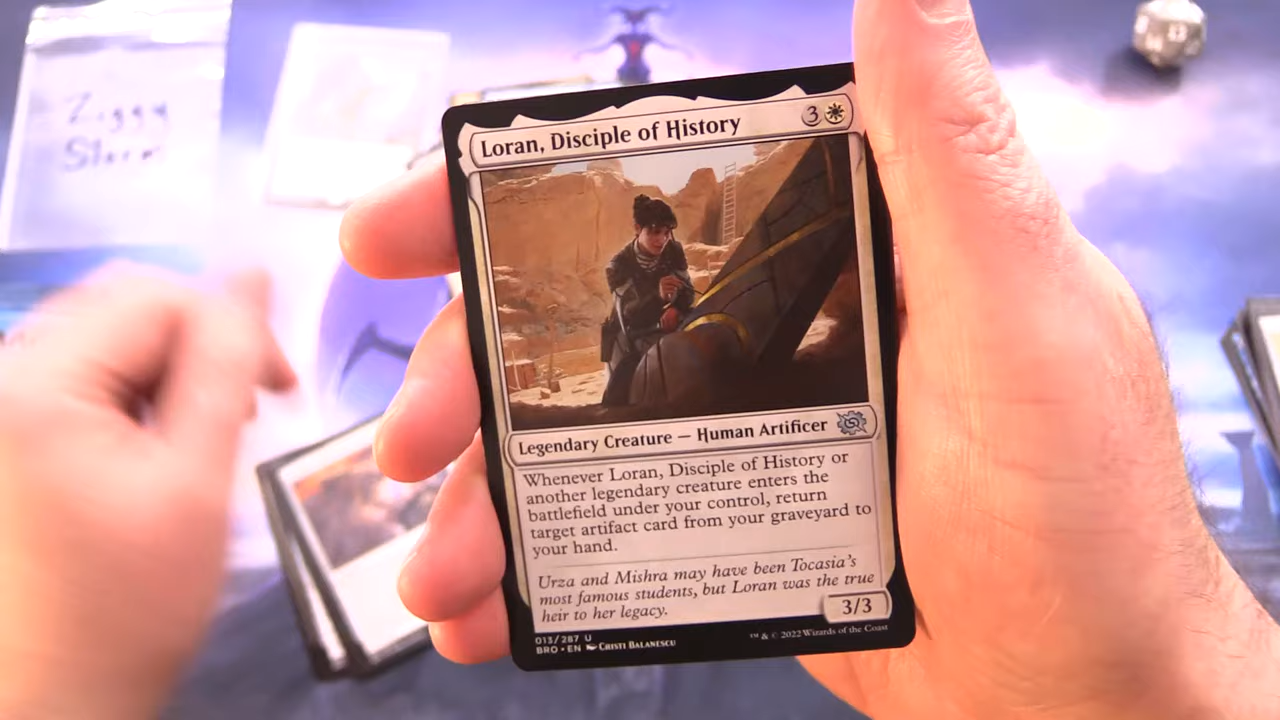 Ziggy
Storm
Loran, Disciple of History
3
Legendary Creature — Human Artificer
Whenever Loran, Disciple of History or
another legendary creature enters the
battlefield under your control, return
target artifact card from your graveyard to
your hand.
Urza and Mishra may have been Tocasia's
most famous students, but Loran was the true
heir to her legacy.
3/3
013/287 U
BRO • EN Cristi Balanescu
™ & © 2022 Wizards of the Coast
13